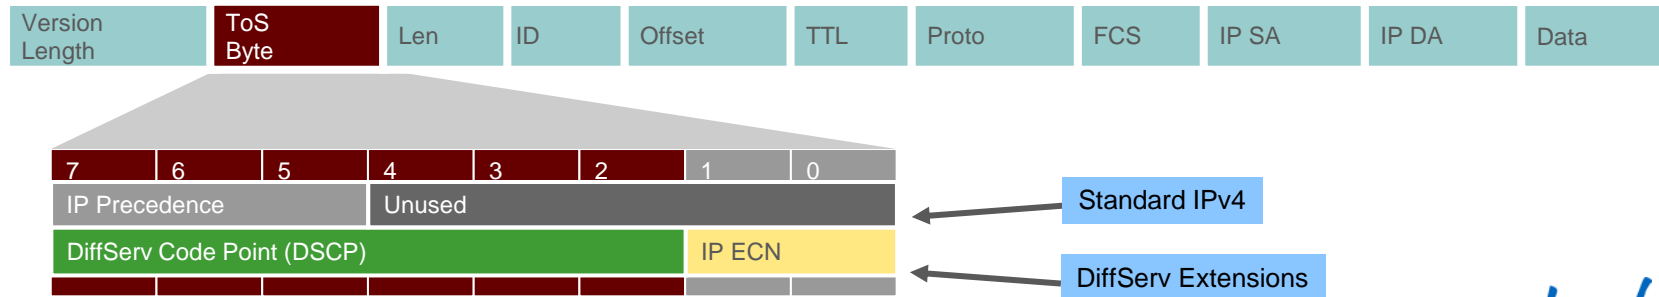 Version
Length
ToS
Byte
Len
ID
Offset
TTL
Proto
FCS
IP SA
IP DA
Data
7 6 5 4 3 2 1 0
IP Precedence
Unused
Standard IPv4
DiffServ Code Point (DSCP)
IP ECN
DiffServ Extensions